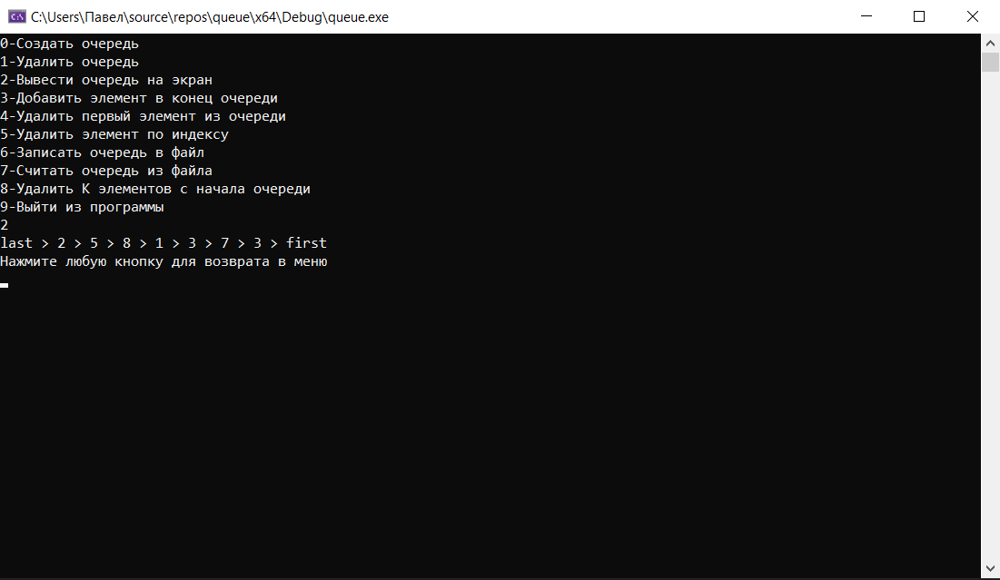 C:\Users\Павел\source\repos\queue\x64\Debug\queue.exe
0-Создать очередь
1-Удалить очередь
2-Вывести очередь на экран
3-Добавить элемент в конец очереди
4-Удалить первый элемент из очереди
5-Удалить элемент по индексу
6-Записать очередь в файл
7-Считать очередь из файла
8-Удалить К элементов с начала очереди
9-Выйти из программы
2
last > 2 > 5 > 8 > 1 > 3 > 7 > 3 > first
Нажмите любую кнопку для возврата в меню